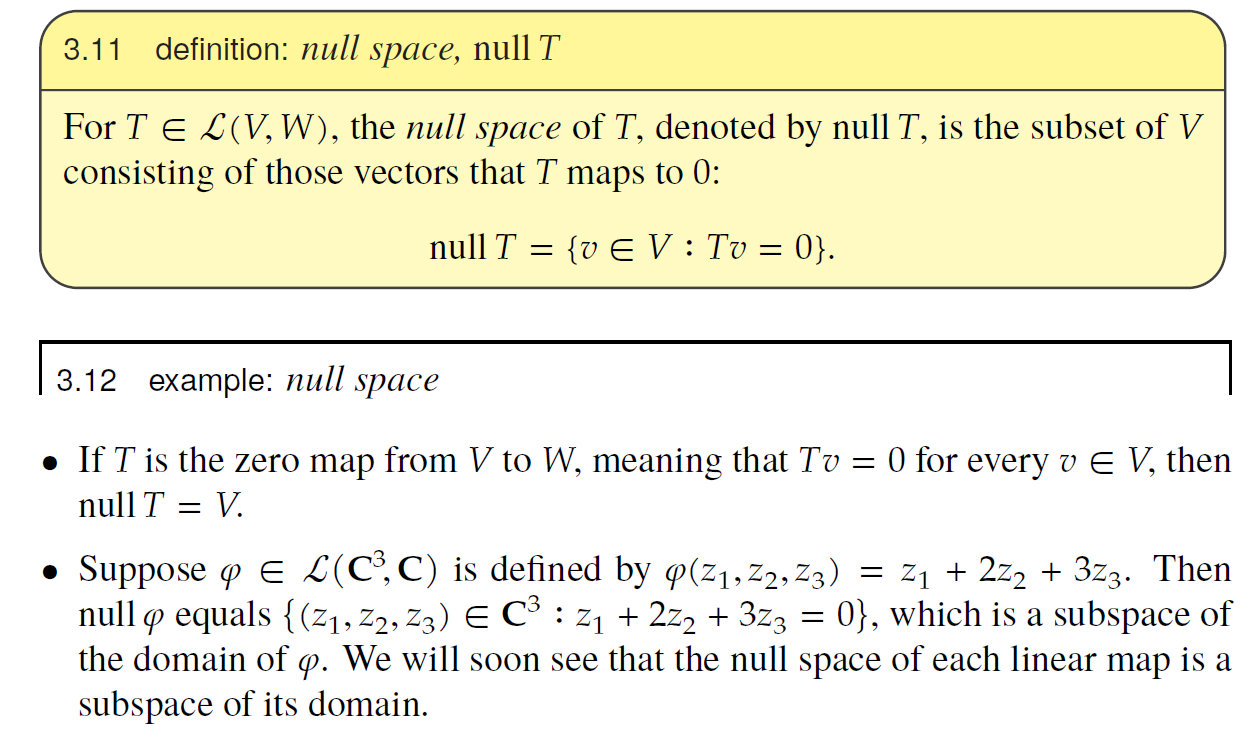 3.11 definition: null space, null T
For T ∈ ℒ(V, W), the null space of T, denoted by null T, is the subset of V
consisting of those vectors that T maps to 0:
null T = {v ∈ V : Tv = 0}.
3.12 example: null space
• If T is the zero map from V to W, meaning that Tv = 0 for every v ∈ V, then
null T = V.
• Suppose φ ∈ ℒ(C³, C) is defined by φ(z₁, z₂, z₃) = z₁ + 2z₂ + 3z₃. Then
null φ equals {(z₁, z₂, z₃) ∈ C³ : z₁ + 2z₂ + 3z₃ = 0}, which is a subspace of
the domain of φ. We will soon see that the null space of each linear map is a
subspace of its domain.